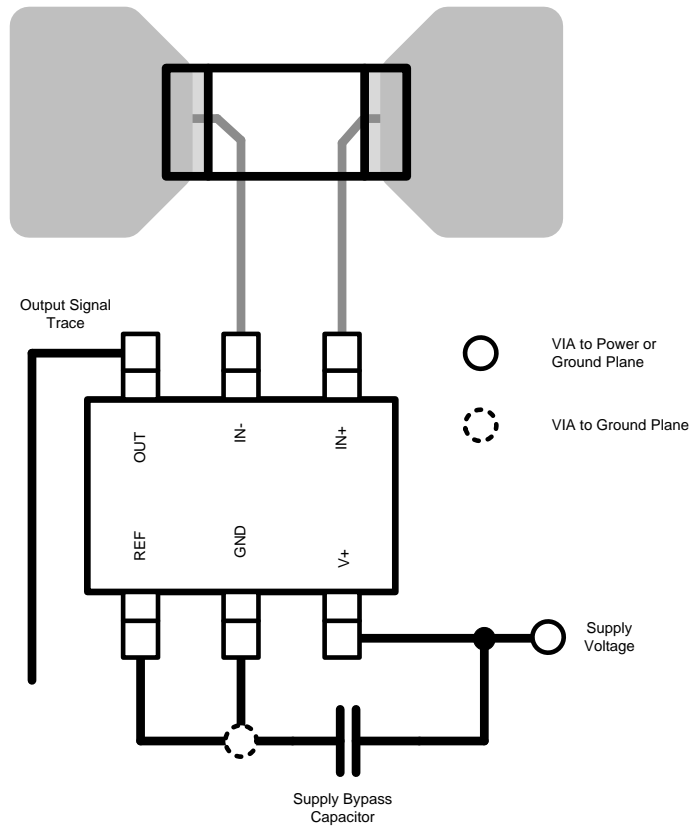 Output Signal
Trace
VIA to Power or
Ground Plane
VIA to Ground Plane
OUT
IN-
IN+
REF
GND
V+
Supply
Voltage
Supply Bypass
Capacitor